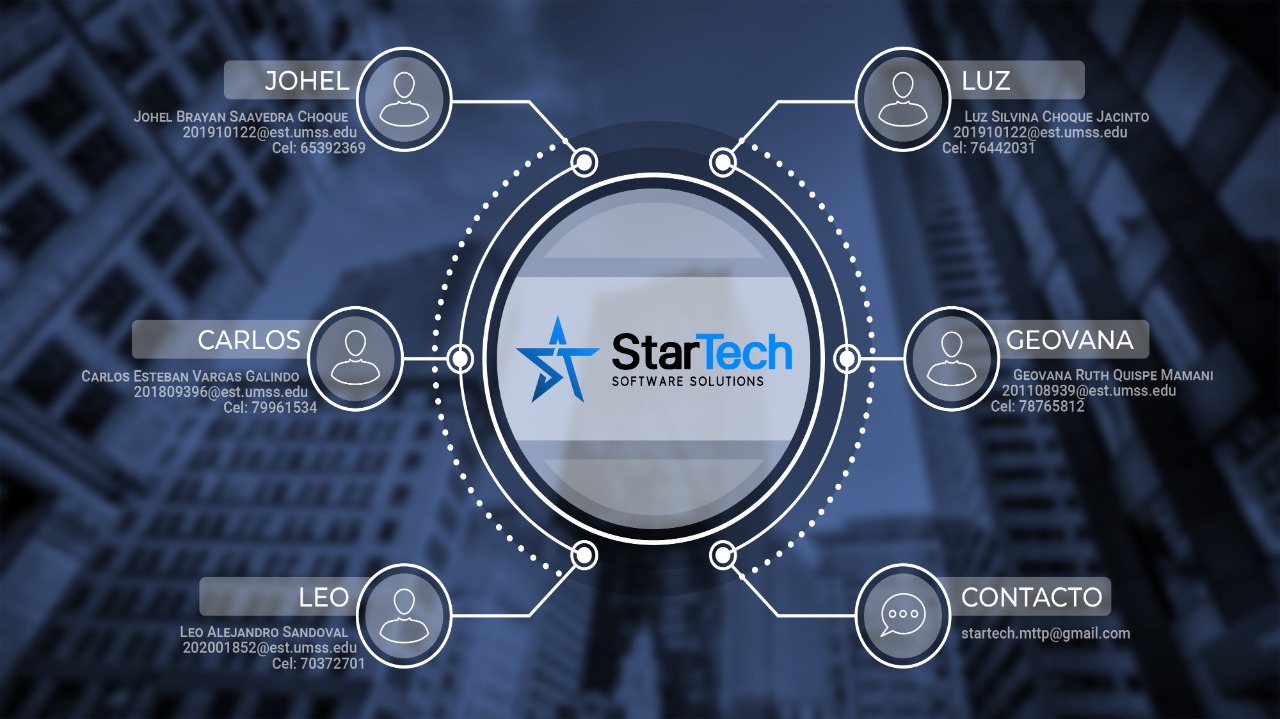 JOHEL
Johel Brayan Saavedra Choque
201910122@est.umss.edu
Cel: 65392369
LUZ
Luz Silvina Choque Jacinto
201910122@est.umss.edu
Cel: 76442031
CARLOS
Carlos Esteban Vargas Galindo
201809396@est.umss.edu
Cel: 79961534
StarTech
SOFTWARE SOLUTIONS
GEOVANA
Geovana Ruth Quispe Mamani
201108939@est.umss.edu
Cel: 78765812
LEO
Leo Alejandro Sandoval
202001852@est.umss.edu
Cel: 70372701
CONTACTO
startech.mttp@gmail.com